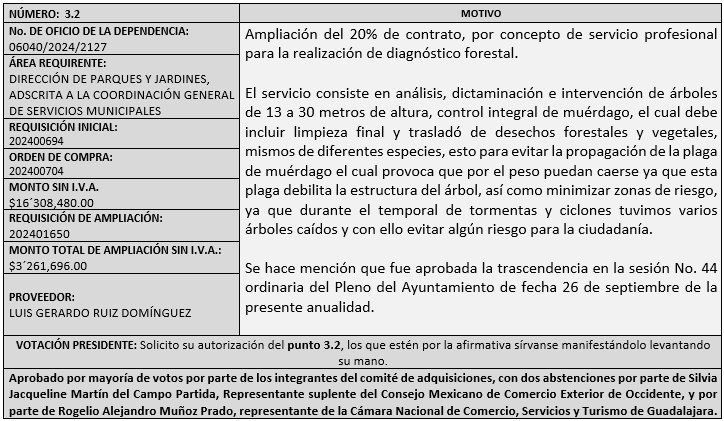 NÚMERO: 3.2
No. DE OFICIO DE LA DEPENDENCIA:
06040/2024/2127
ÁREA REQUIRENTE:
DIRECCIÓN DE PARQUES Y JARDINES,
ADSCRITA A LA COORDINACIÓN GENERAL
DE SERVICIOS MUNICIPALES
REQUISICIÓN INICIAL:
202400694
ORDEN DE COMPRA:
202400704
MONTO SIN I.V.A.
$16´308,480.00
REQUISICIÓN DE AMPLIACIÓN:
202401650
MONTO TOTAL DE AMPLIACIÓN SIN I.V.A.:
$3´261,696.00
PROVEEDOR:
LUIS GERARDO RUIZ DOMÍNGUEZ
MOTIVO
Ampliación del 20% de contrato, por concepto de servicio profesional
para la realización de diagnóstico forestal.
El servicio consiste en análisis, dictaminación e intervención de árboles
de 13 a 30 metros de altura, control integral de muérdago, el cual debe
incluir limpieza final y trasladó de desechos forestales y vegetales,
mismos de diferentes especies, esto para evitar la propagación de la plaga
de muérdago el cual provoca que por el peso puedan caerse ya que esta
plaga debilita la estructura del árbol, así como minimizar zonas de riesgo,
ya que durante el temporal de tormentas y ciclones tuvimos varios
árboles caídos y con ello evitar algún riesgo para la ciudadanía.
Se hace mención que fue aprobada la trascendencia en la sesión No. 44
ordinaria del Pleno del Ayuntamiento de fecha 26 de septiembre de la
presente anualidad.
VOTACIÓN PRESIDENTE: Solicito su autorización del punto 3.2, los que estén por la afirmativa sírvanse manifestándolo levantando
su mano.
Aprobado por mayoría de votos por parte de los integrantes del comité de adquisiciones, con dos abstenciones por parte de Silvia
Jacqueline Martín del Campo Partida, Representante suplente del Consejo Mexicano de Comercio Exterior de Occidente, y por
parte de Rogelio Alejandro Muñoz Prado, representante de la Cámara Nacional de Comercio, Servicios y Turismo de Guadalajara.